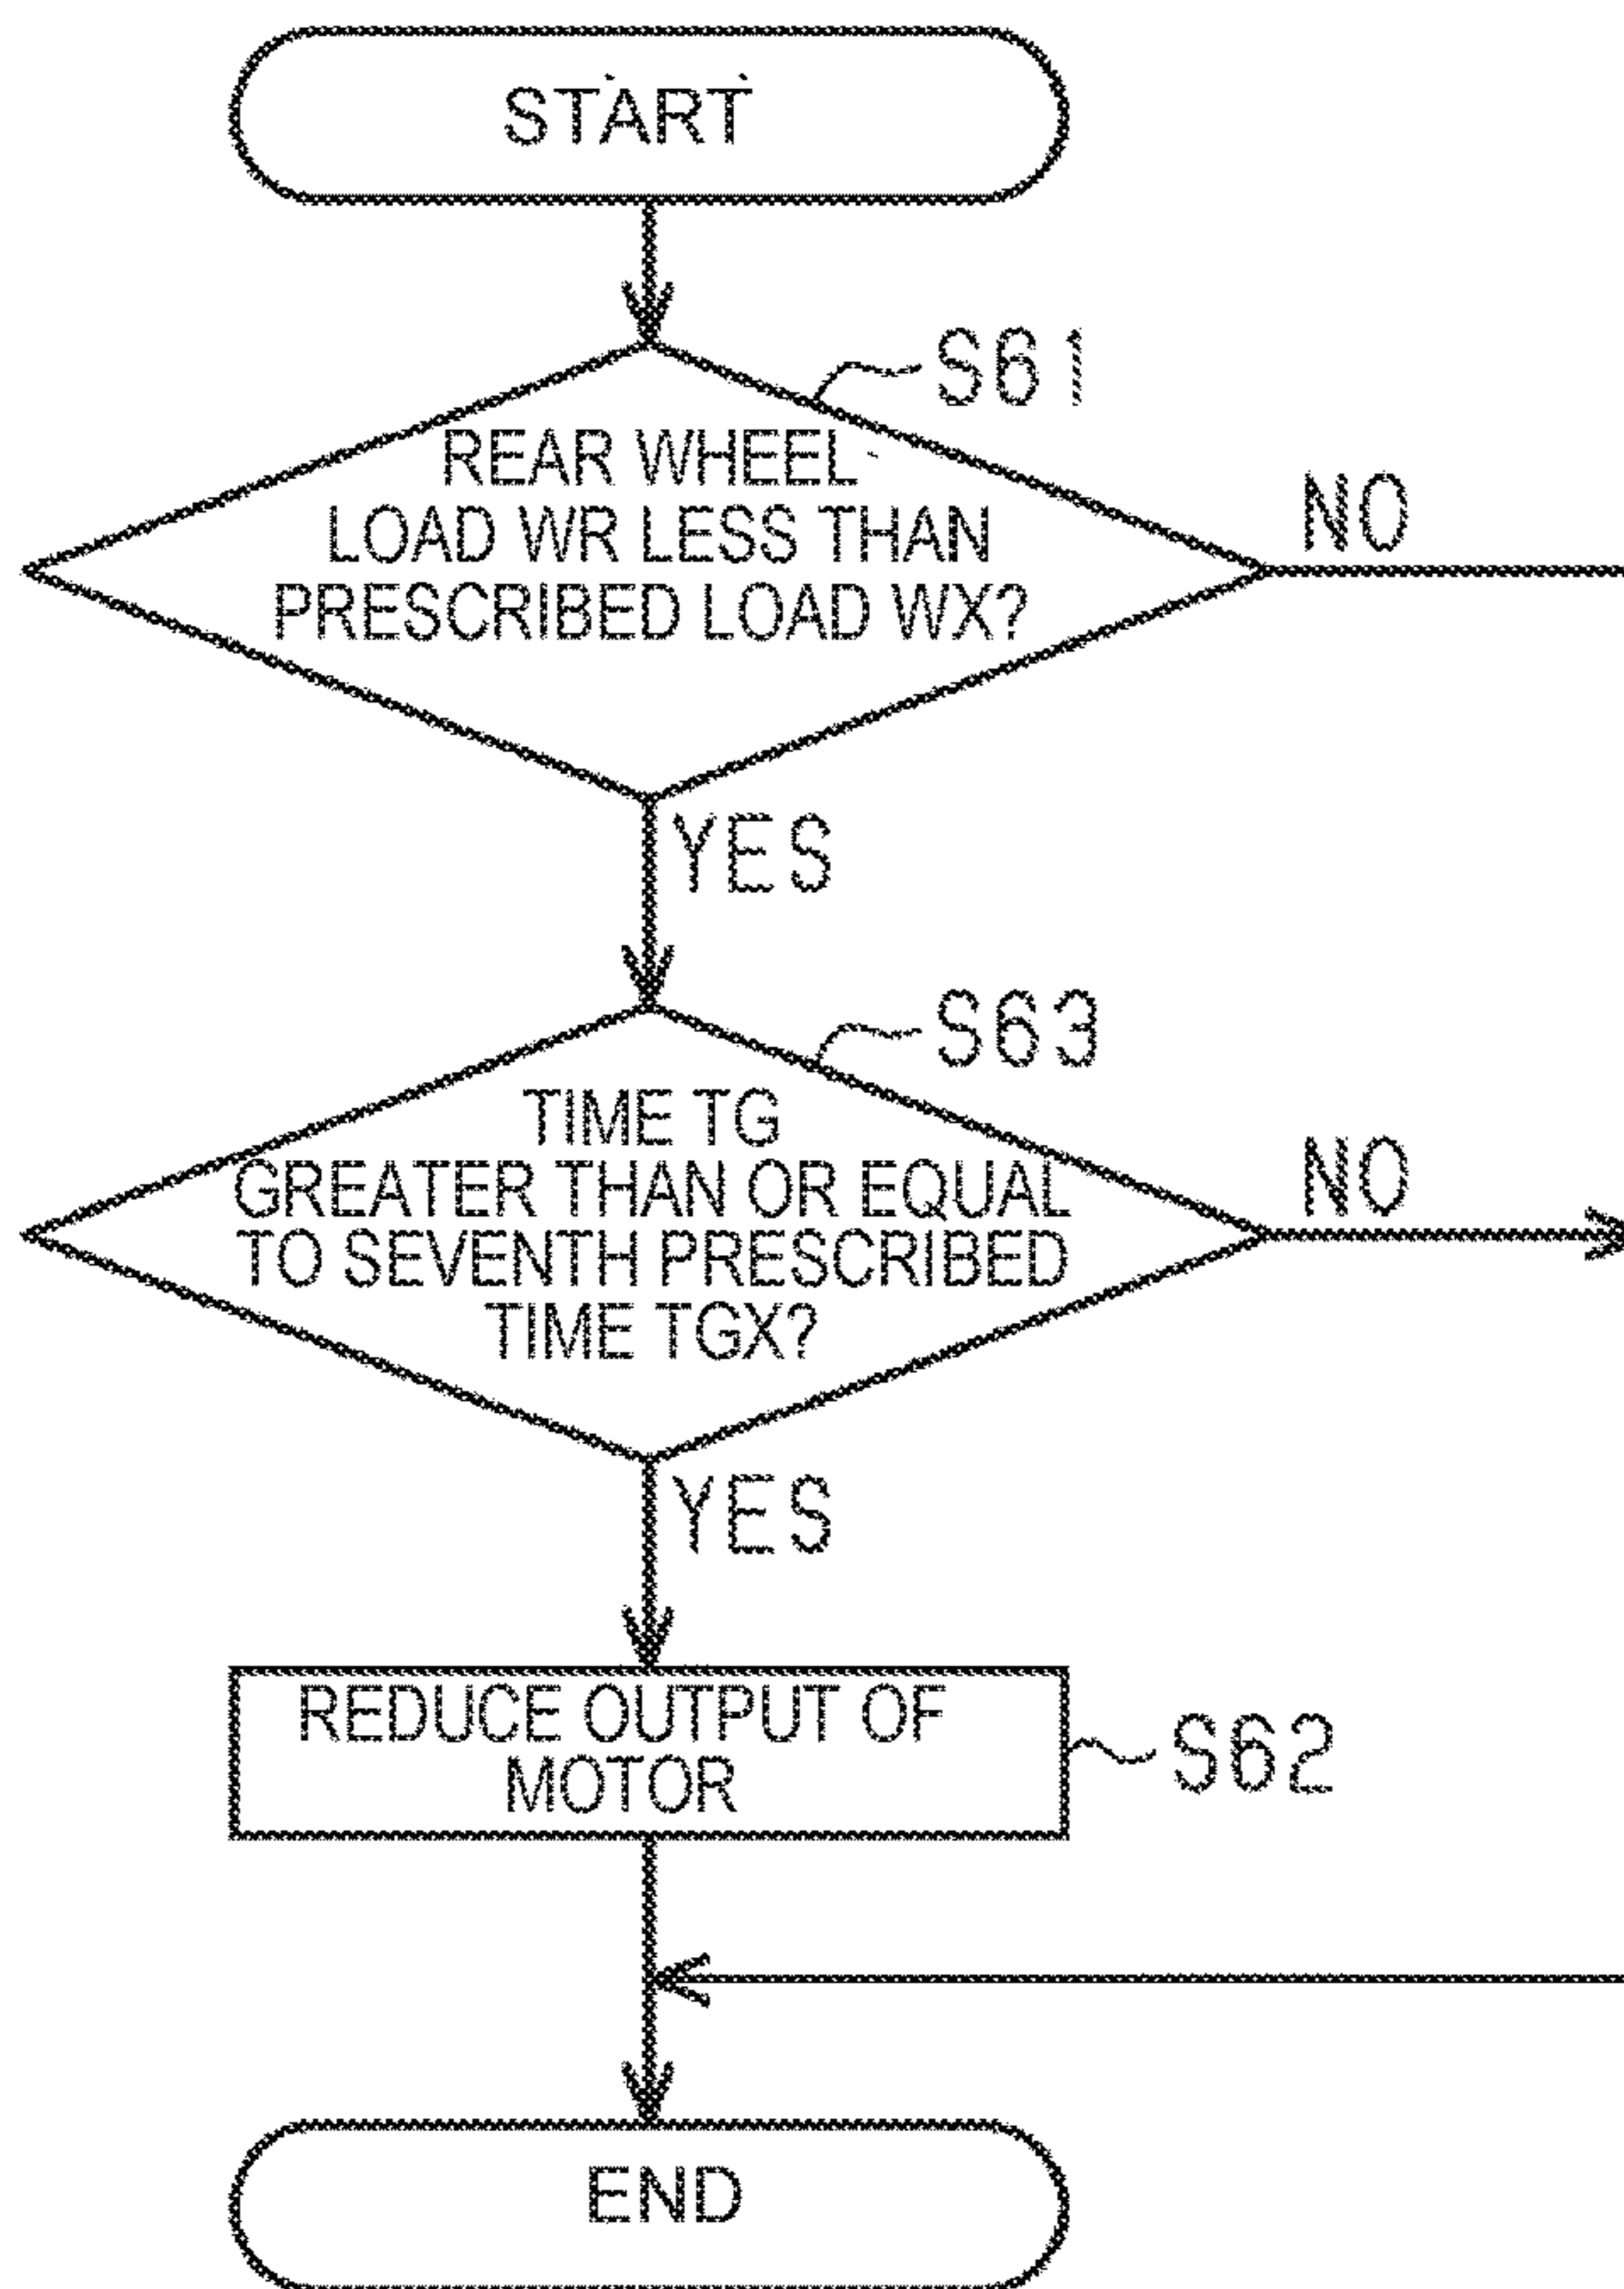 START
S61
REAR WHEEL
LOAD WR LESS THAN
PRESCRIBED LOAD WX?
NO
YES
S63
TIME TG
GREATER THAN OR EQUAL
TO SEVENTH PRESCRIBED
TIME TGX?
NO
YES
REDUCE OUTPUT OF
MOTOR
S62
END